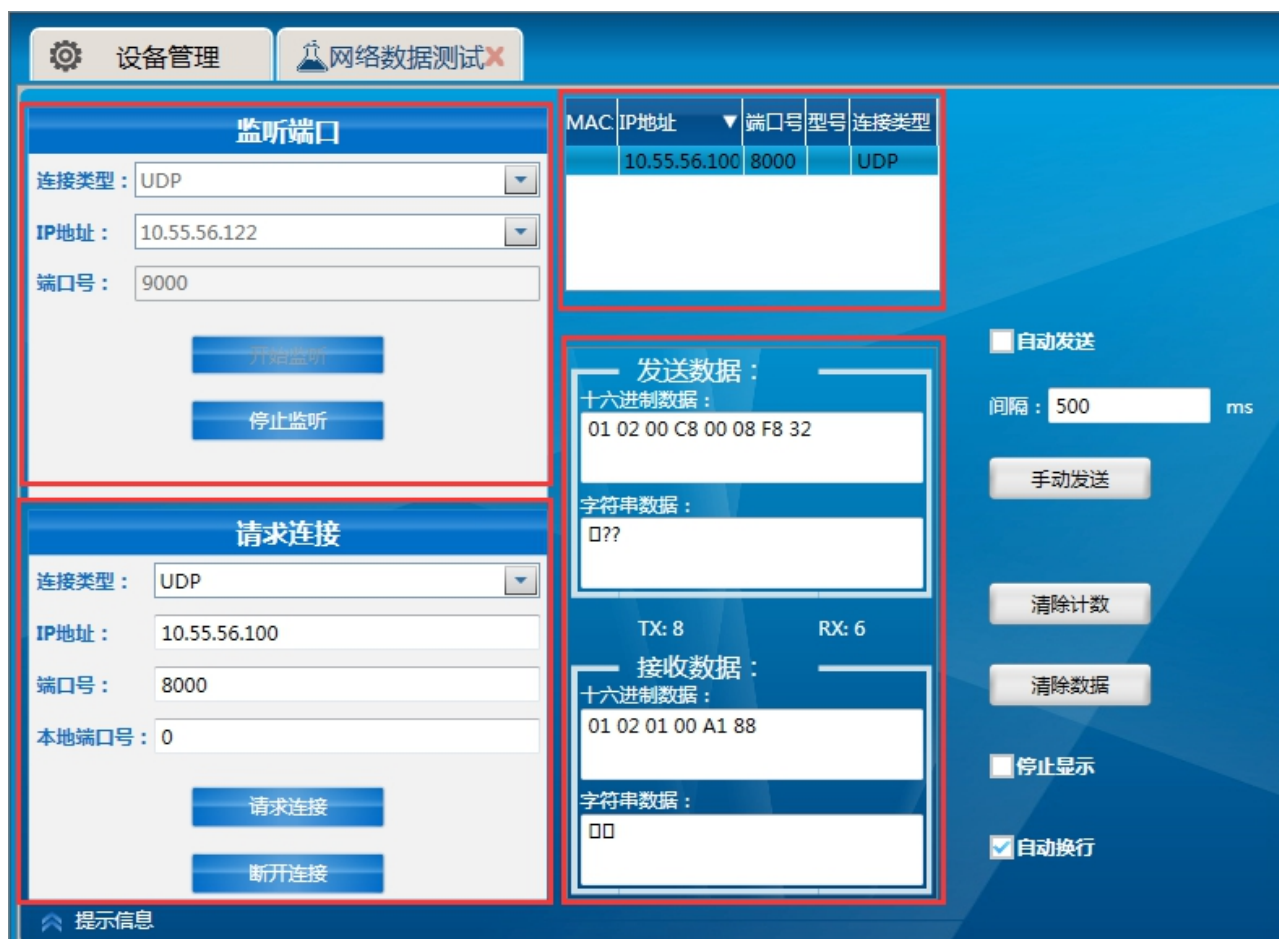 设备管理
网络数据测试
监听端口
连接类型：UDP
IP地址： 10.55.56.122
端口号： 9000
开始监听
停止监听
请求连接
连接类型： UDP
IP地址： 10.55.56.100
端口号： 8000
本地端口号：0
请求连接
断开连接
提示信息
MAC: IP地址 ▼ 端口号 型号 连接类型
10.55.56.100 8000 UDP
发送数据：
十六进制数据：
01 02 00 C8 00 08 F8 32
字符串数据：
▯??
TX: 8 RX: 6
接收数据：
十六进制数据：
01 02 01 00 A1 88
字符串数据：
▯▯
自动发送
间隔：500 ms
手动发送
清除计数
清除数据
停止显示
自动换行